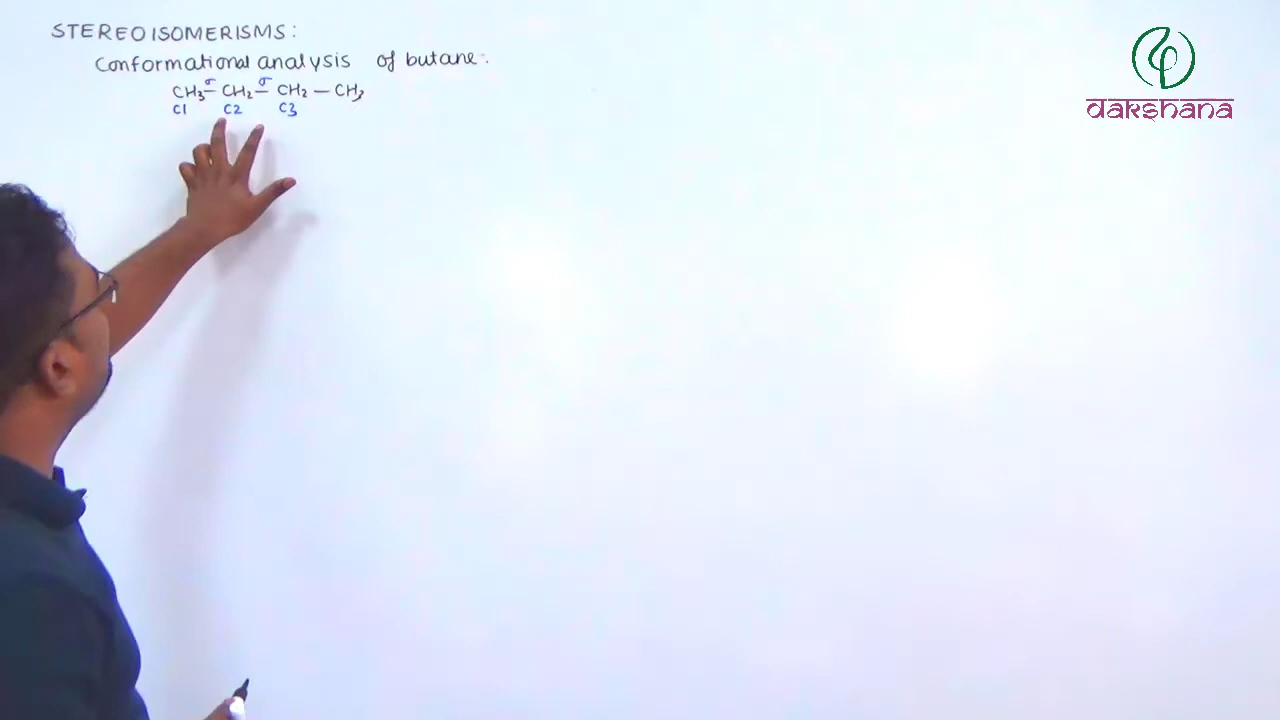 STEREOISOMERISMS:
Conformational analysis of butane:
CH₃ –σ CH₂ –σ CH₂ – CH₃
C1 C2 C3
dakshana